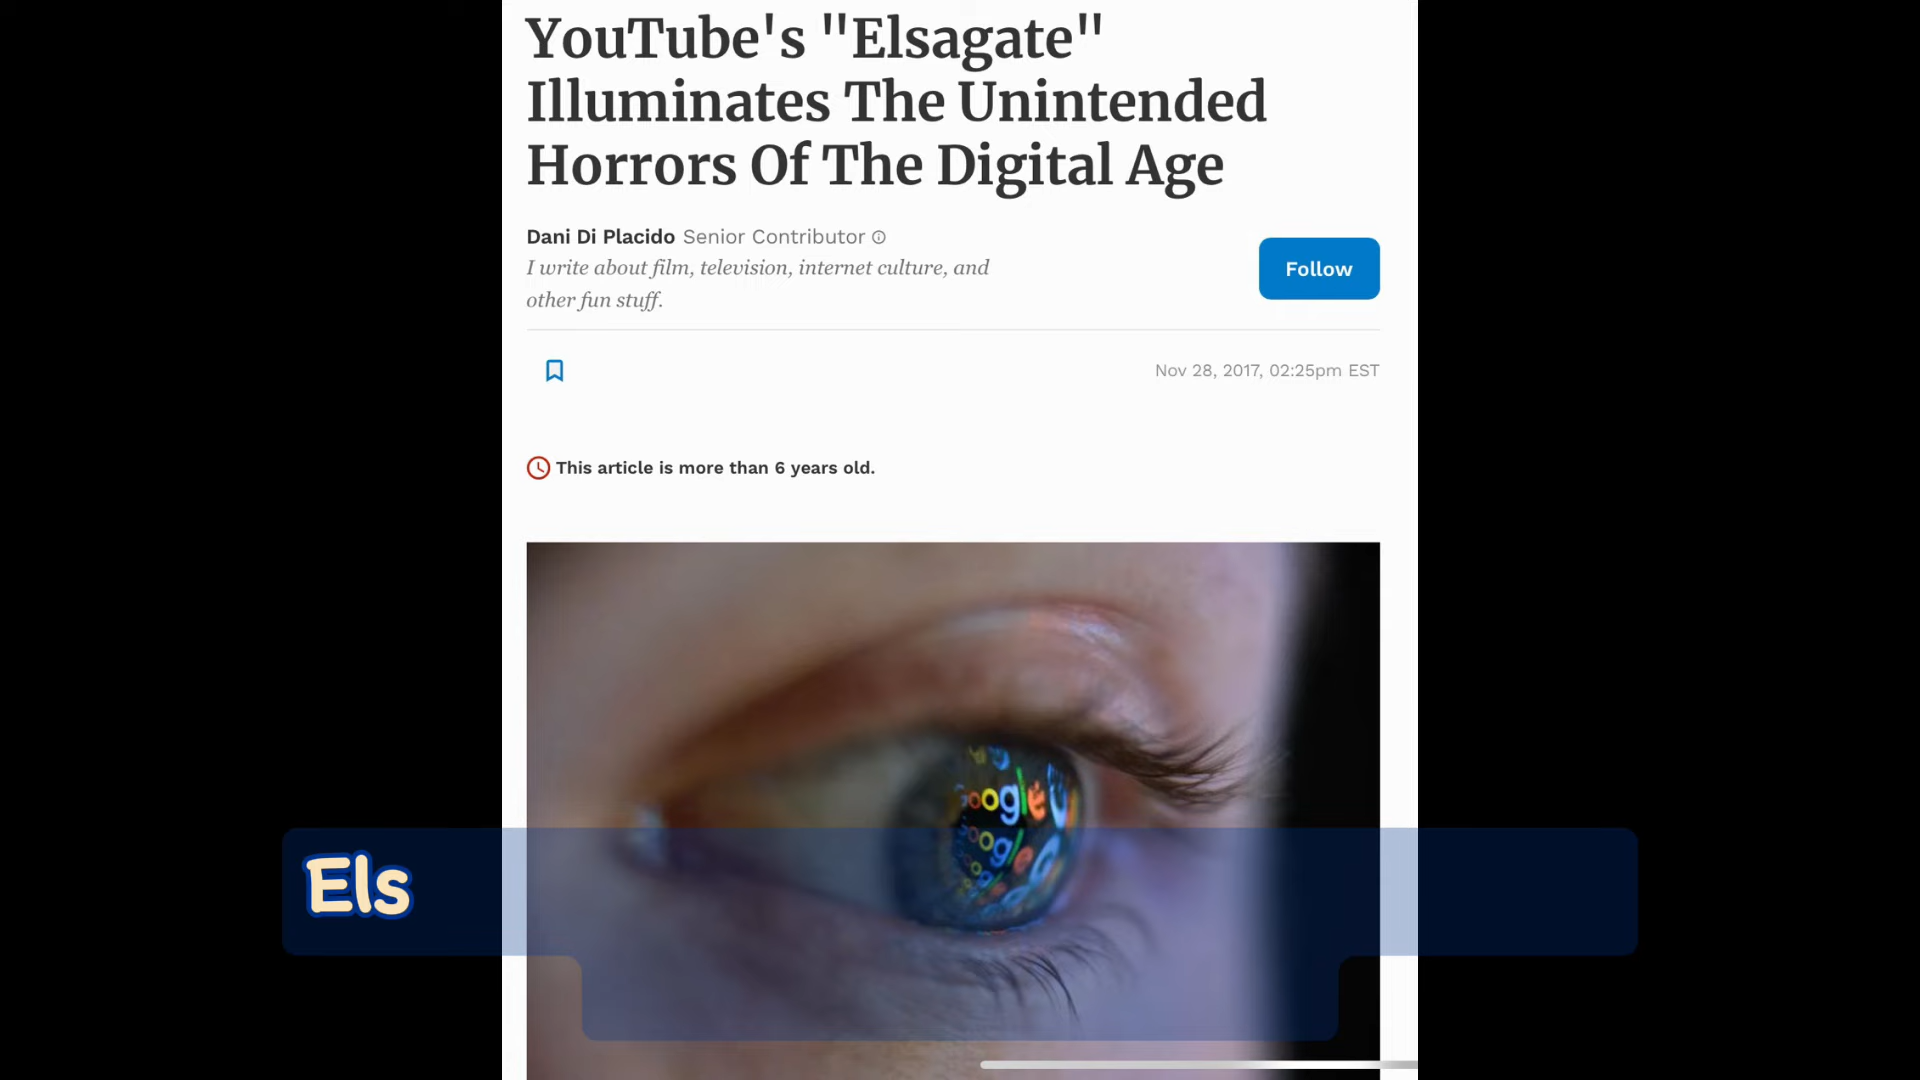 YouTube's "Elsagate"
Illuminates The Unintended
Horrors Of The Digital Age
Dani Di Placido Senior Contributor
I write about film, television, internet culture, and
other fun stuff.
Follow
Nov 28, 2017, 02:25pm EST
This article is more than 6 years old.
oogle
oogle
Els